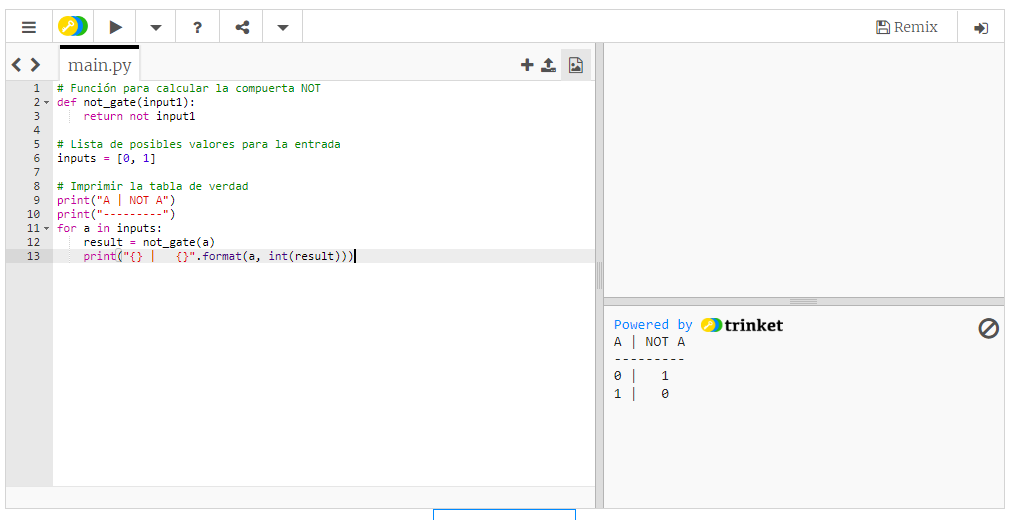 ? Remix
main.py
1 # Función para calcular la compuerta NOT
2 def not_gate(input1):
3     return not input1
4
5 # Lista de posibles valores para la entrada
6 inputs = [0, 1]
7
8 # Imprimir la tabla de verdad
9 print("A | NOT A")
10 print("---------")
11 for a in inputs:
12     result = not_gate(a)
13     print("{} |   {}".format(a, int(result)))
Powered by trinket
A | NOT A
---------
0 |   1
1 |   0